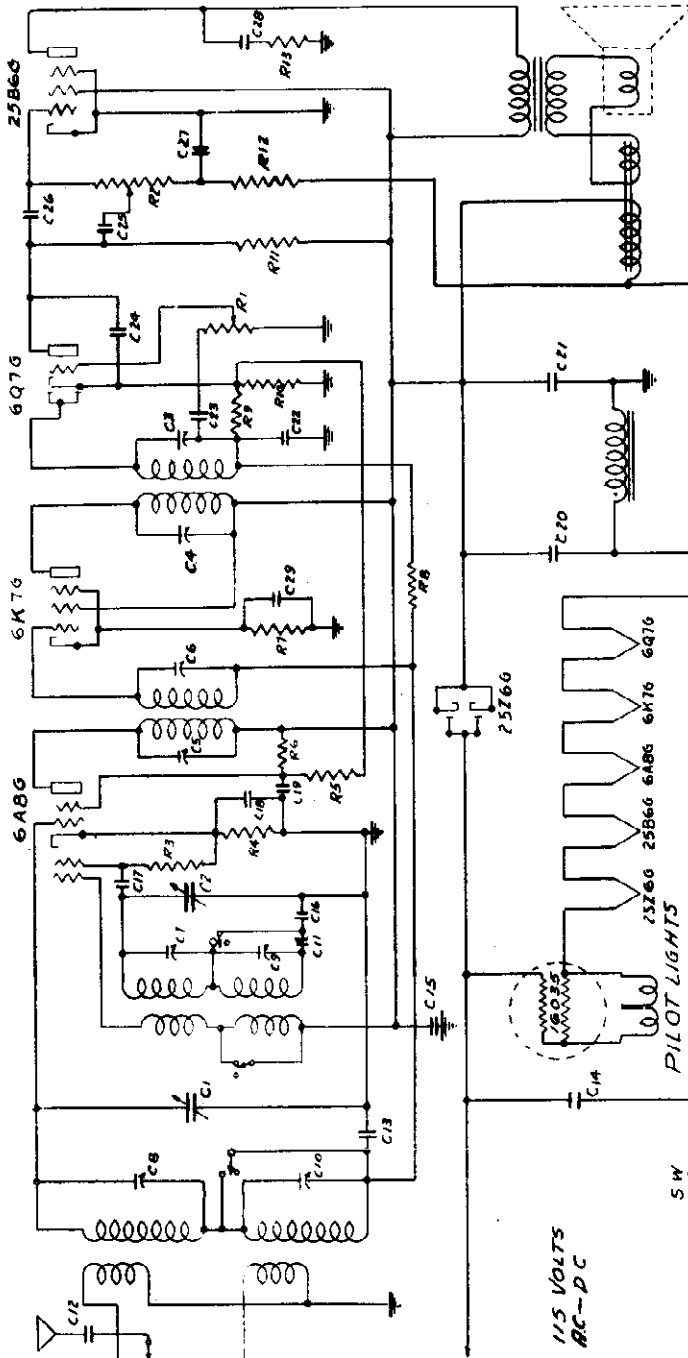 6A8G
6K7G
6Q7G
25B6G
C12
C8
C1
C17
R3
C7
C2
C5
C6
C4
C3
C24
C26
C25
R2
C27
C28
R13
C18
R4
C19
R6
R5
R7
C29
C23
R9
R10
C22
R1
R11
R12
C9
C11
C16
C10
C13
C15
R8
25Z6G
C14
16035
C20
C21
115 VOLTS
AC-DC
PILOT LIGHTS
25Z6G
25B6G
6A8G
6K7G
6Q7G
SW